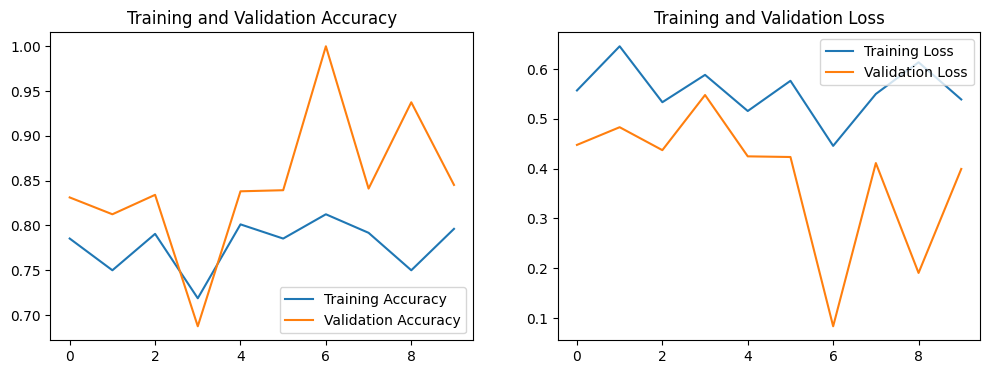 Training and Validation Accuracy
1.00
0.95
0.90
0.85
0.80
0.75
0.70
0 2 4 6 8
Training Accuracy
Validation Accuracy
Training and Validation Loss
0.6
0.5
0.4
0.3
0.2
0.1
0 2 4 6 8
Training Loss
Validation Loss